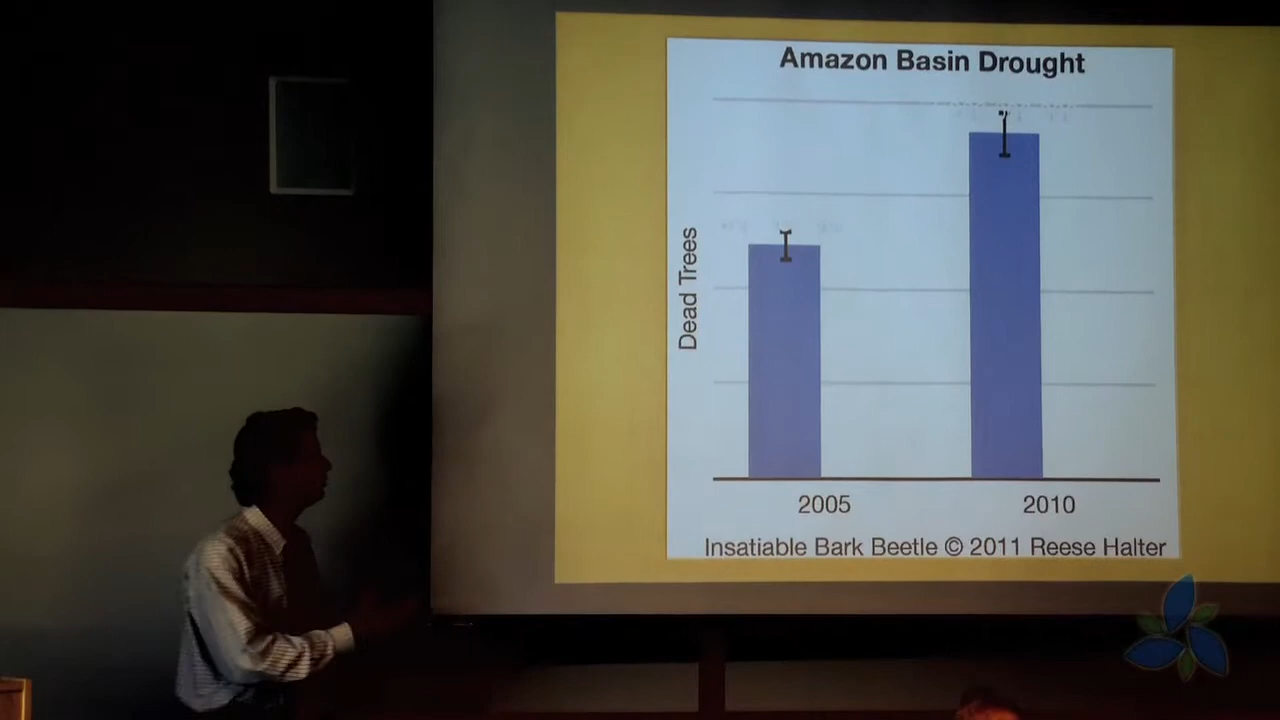 Amazon Basin Drought
Dead Trees
2005
2010
Insatiable Bark Beetle © 2011 Reese Halter